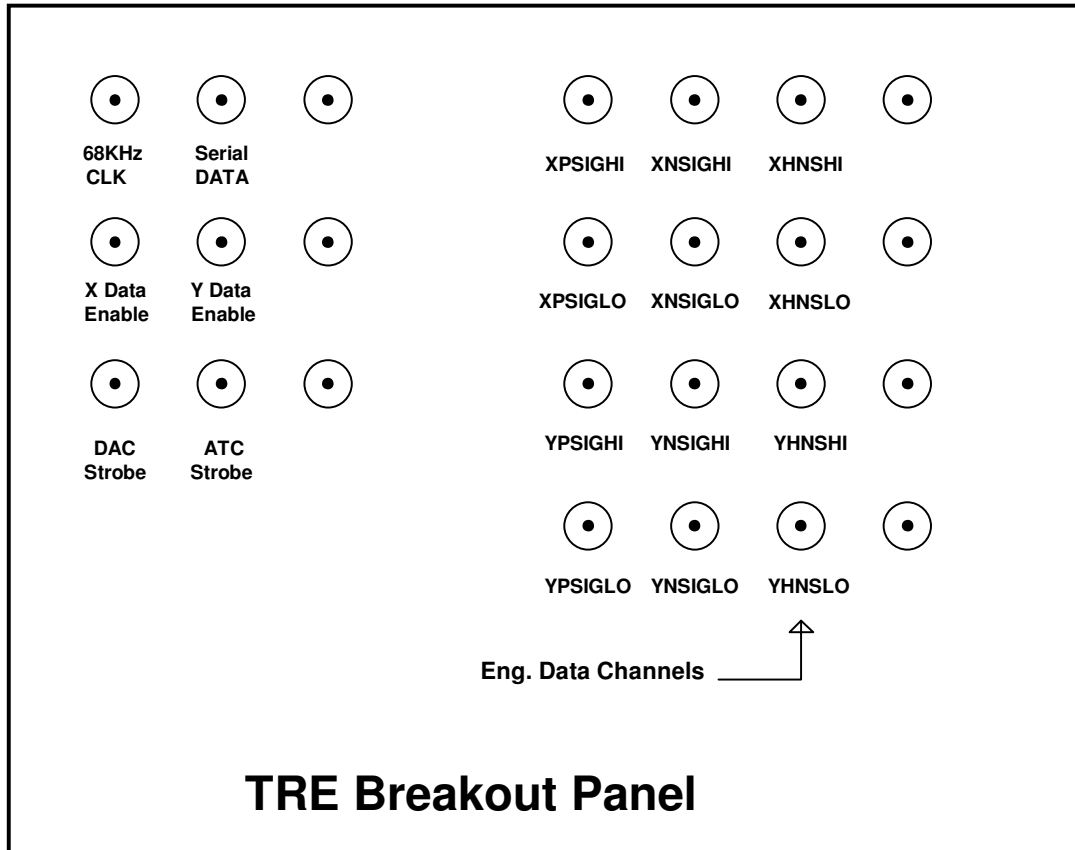 68KHz
CLK
Serial
DATA
XPSIGHI
XNSIGHI
XHNSHI
X Data
Enable
Y Data
Enable
XPSIGLO
XNSIGLO
XHNSLO
DAC
Strobe
ATC
Strobe
YPSIGHI
YNSIGHI
YHNSHI
YPSIGLO
YNSIGLO
YHNSLO
Eng. Data Channels
TRE Breakout Panel